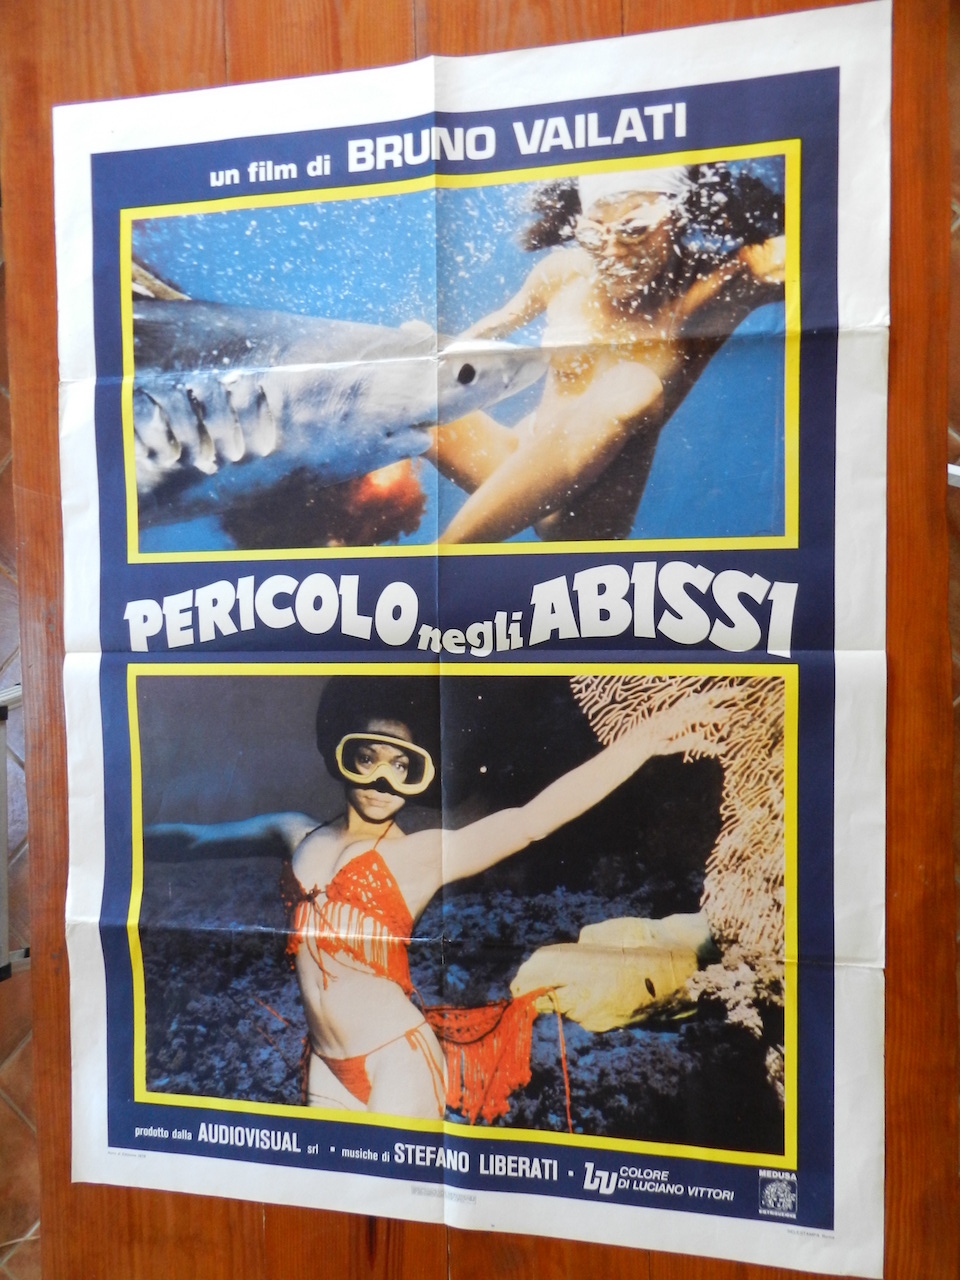 un film di BRUNO VAILATI
PERICOLO negli ABISSI
prodotto dalla AUDIOVISUAL srl ▪ musiche di STEFANO LIBERATI ▪ LV COLORE
DI LUCIANO VITTORI
MEDUSA
DISTRIBUZIONE